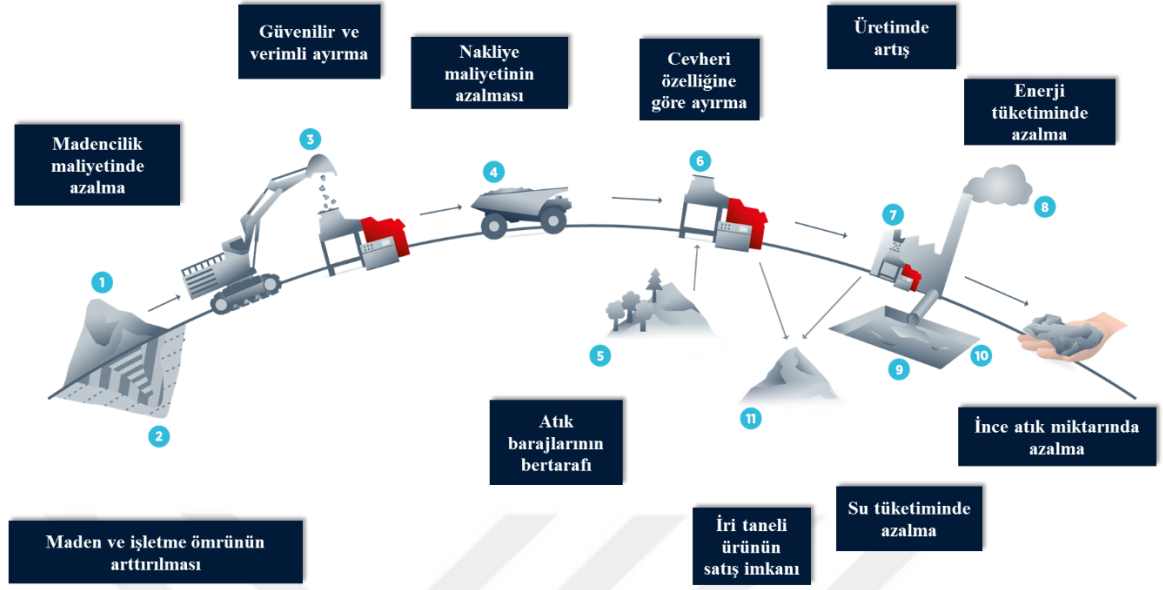 Madencilik
maliyetinde
azalma
1
2
Maden ve işletme ömrünün
arttırılması
Güvenilir ve
verimli ayırma
3
Nakliye
maliyetinin
azalması
4
Atık
barajlarının
bertarafı
5
Cevheri
özelliğine
göre ayırma
6
Üretimde
artış
7
Enerji
tüketiminde
azalma
8
Su tüketiminde
azalma
9
İnce atık miktarında
azalma
10
İri taneli
ürünün
satış imkanı
11